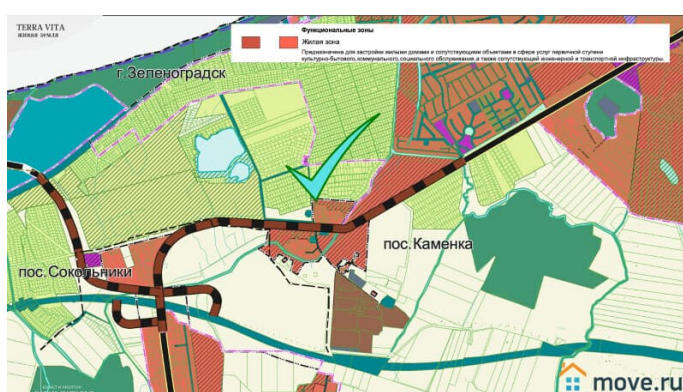 TERRA VITA
живая земля
Функциональные зоны
Жилая зона
Предназначена для застройки жилыми домами и сопутствующими объектами в сфере услуг первичной ступени
культурно-бытового,коммунального,социального обслуживания,а также сопутствующей инженерной и транспортной инфраструктуры.
г.Зеленоградск
пос.Каменка
пос.Сокольники
move.ru